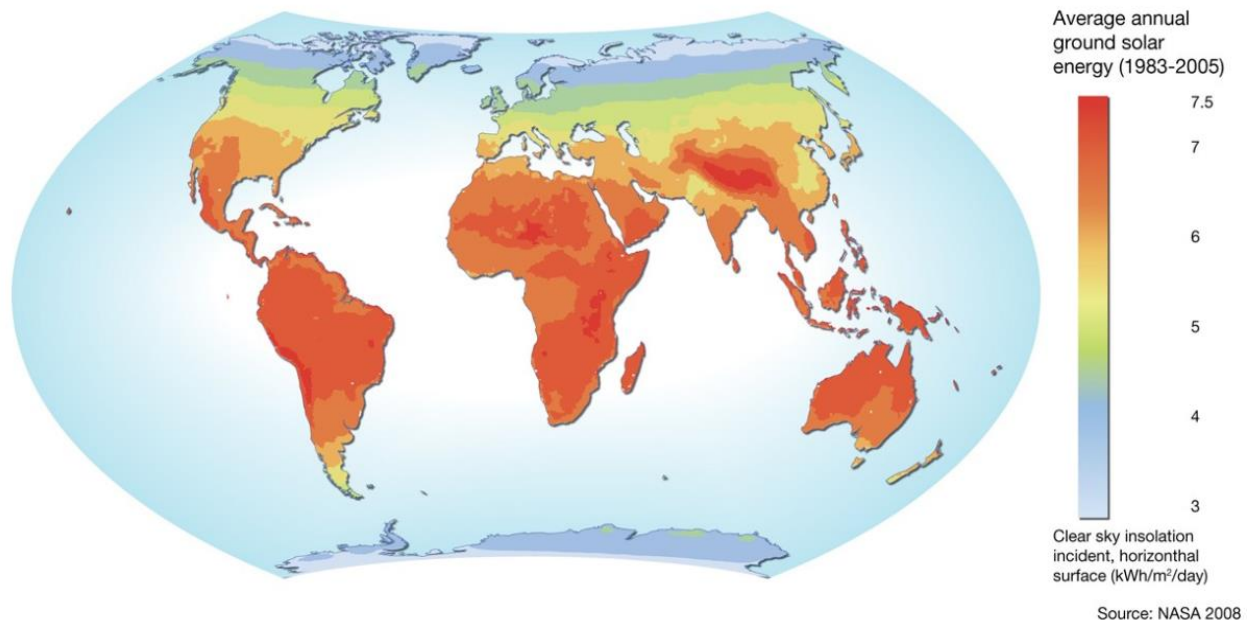 Average annual
ground solar
energy (1983-2005)
7.5
7
6
5
4
3
Clear sky insolation
incident, horizonthal
surface (kWh/m²/day)
Source: NASA 2008